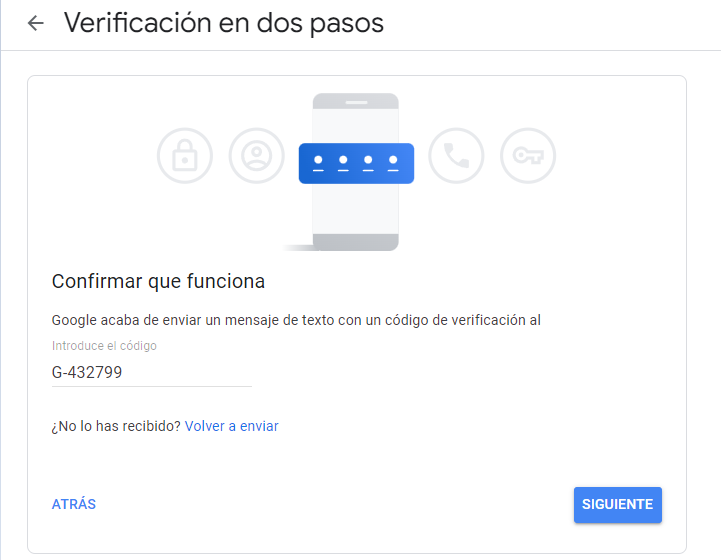 Verificación en dos pasos
Confirmar que funciona
Google acaba de enviar un mensaje de texto con un código de verificación al
Introduce el código
G-432799
¿No lo has recibido? Volver a enviar
ATRÁS
SIGUIENTE